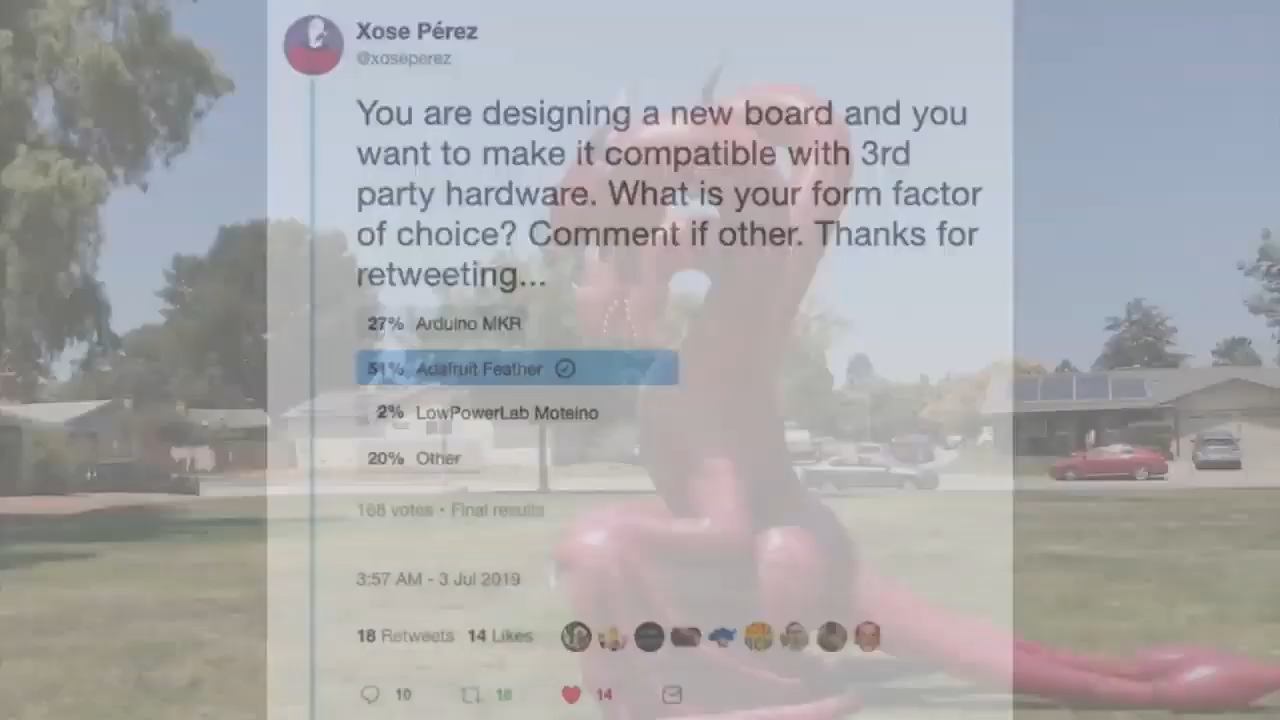 Xose Pérez
@xoseperez
You are designing a new board and you
want to make it compatible with 3rd
party hardware. What is your form factor
of choice? Comment if other. Thanks for
retweeting...
27% Arduino MKR
51% Adafruit Feather
2% LowPowerLab Moteino
20% Other
168 votes • Final results
3:57 AM - 3 Jul 2019
18 Retweets 14 Likes
10 18 14